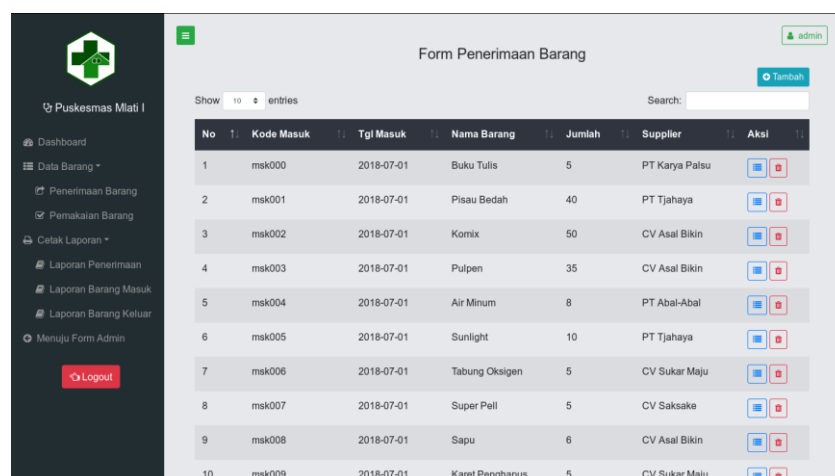 admin
Form Penerimaan Barang
Tambah
Puskesmas Mlati I
Show 10 entries
Search:
Dashboard
Data Barang
Penerimaan Barang
Pemakaian Barang
Cetak Laporan
Laporan Penerimaan
Laporan Barang Masuk
Laporan Barang Keluar
Menuju Form Admin
Logout
No Kode Masuk Tgl Masuk Nama Barang Jumlah Supplier Aksi
1 msk000 2018-07-01 Buku Tulis 5 PT Karya Palsu
2 msk001 2018-07-01 Pisau Bedah 40 PT Tjahaya
3 msk002 2018-07-01 Komix 50 CV Asal Bikin
4 msk003 2018-07-01 Pulpen 35 CV Asal Bikin
5 msk004 2018-07-01 Air Minum 8 PT Abal-Abal
6 msk005 2018-07-01 Sunlight 10 PT Tjahaya
7 msk006 2018-07-01 Tabung Oksigen 5 CV Sukar Maju
8 msk007 2018-07-01 Super Pell 5 CV Saksake
9 msk008 2018-07-01 Sapu 6 CV Asal Bikin
10 msk009 2018-07-01 Karet Penghapus 5 CV Sukar Maju